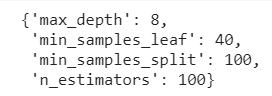 {'max_depth': 8,
'min_samples_leaf': 40,
'min_samples_split': 100,
'n_estimators': 100}